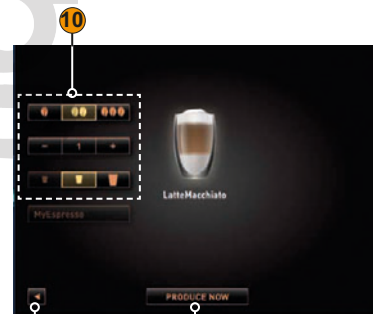 10
- 1 +
LatteMacchiato
MyEspresso
PRODUCE NOW